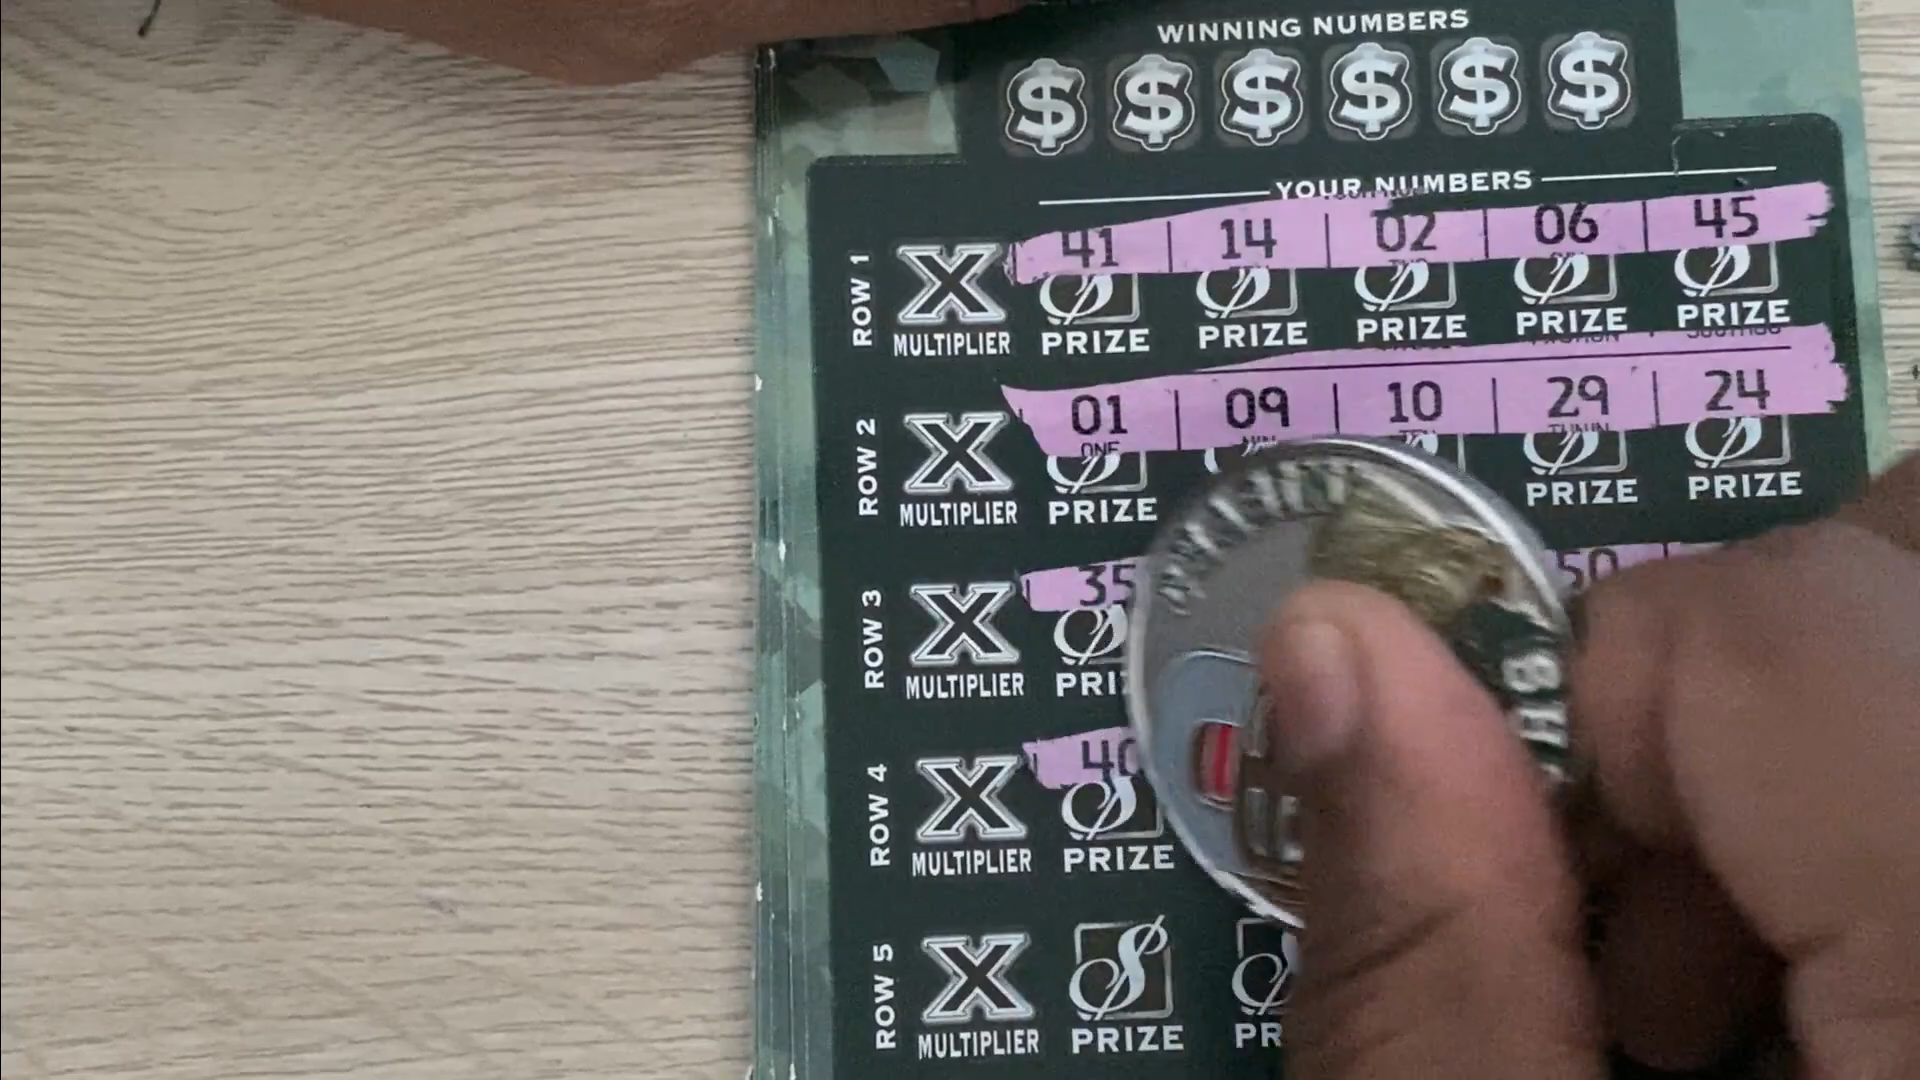 WINNING NUMBERS
$ $ $ $ $ $
YOUR NUMBERS
41 14 02 06 45
ROW 1 X MULTIPLIER PRIZE PRIZE PRIZE PRIZE PRIZE
01 09 10 29 24
ONE
ROW 2 X MULTIPLIER PRIZE PRIZE PRIZE
35 50
ROW 3 X MULTIPLIER
40
ROW 4 X MULTIPLIER PRIZE
ROW 5 X MULTIPLIER PRIZE